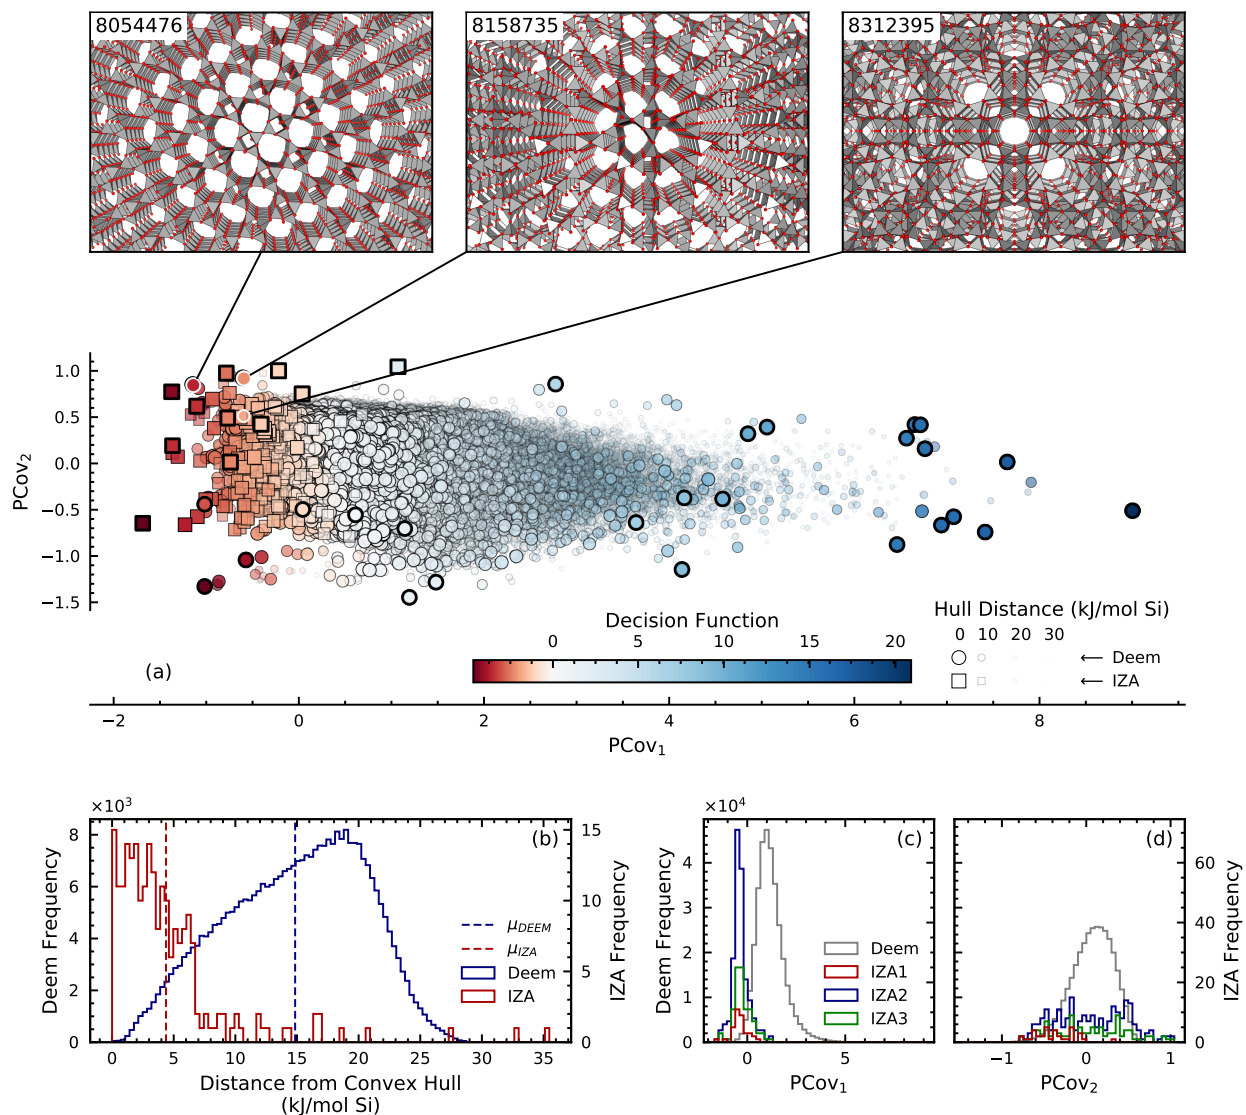 8054476
8158735
8312395
1.0
0.5
0.0
−0.5
−1.0
−1.5
PCov2
Decision Function
0 5 10 15 20
Hull Distance (kJ/mol Si)
0 10 20 30
← Deem
← IZA
(a)
−2 0 2 4 6 8
PCov1
×10³
8
6
4
2
0
Deem Frequency
(b)
μDEEM
μIZA
Deem
IZA
15
10
5
0
IZA Frequency
0 5 10 15 20 25 30 35
Distance from Convex Hull
(kJ/mol Si)
×10⁴
4
3
2
1
0
Deem Frequency
(c)
Deem
IZA1
IZA2
IZA3
0 5
PCov1
(d)
60
40
20
0
IZA Frequency
−1 0 1
PCov2